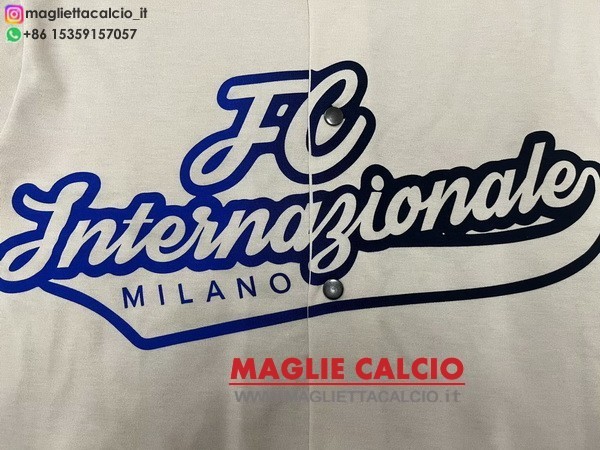 magliettacalcio_it
+86 15359157057
FC
Internazionale
MILANO
MAGLIE CALCIO
WWW.MAGLIETTACALCIO.it